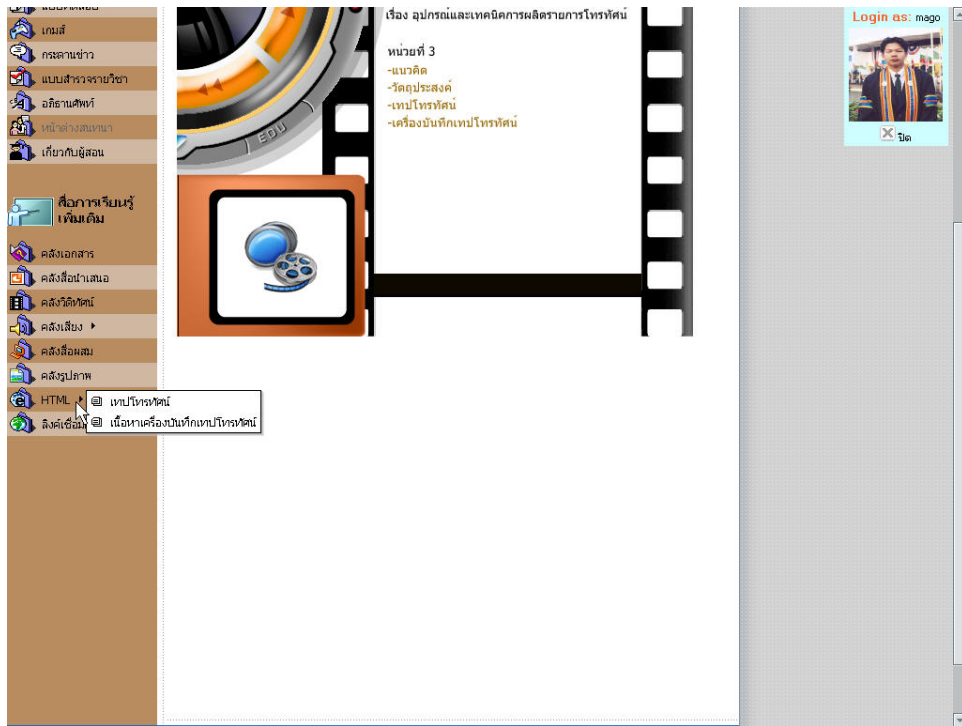 เกมส์
กระดานข่าว
แบบสำรวจรายวิชา
อภิธานศัพท์
หน้าต่างสนทนา
เกี่ยวกับผู้สอน
สื่อการเรียนรู้
เพิ่มเติม
คลังเอกสาร
คลังสื่อนำเสนอ
คลังวิดีทัศน์
คลังเสียง
คลังสื่อผสม
คลังรูปภาพ
HTML
เทปโทรทัศน์
เนื้อหาเครื่องบันทึกเทปโทรทัศน์
เรื่อง อุปกรณ์และเทคนิคการผลิตรายการโทรทัศน์
หน่วยที่ 3
-แนวคิด
-วัตถุประสงค์
-เทปโทรทัศน์
-เครื่องบันทึกเทปโทรทัศน์
EDU
Login as: mago
ปิด